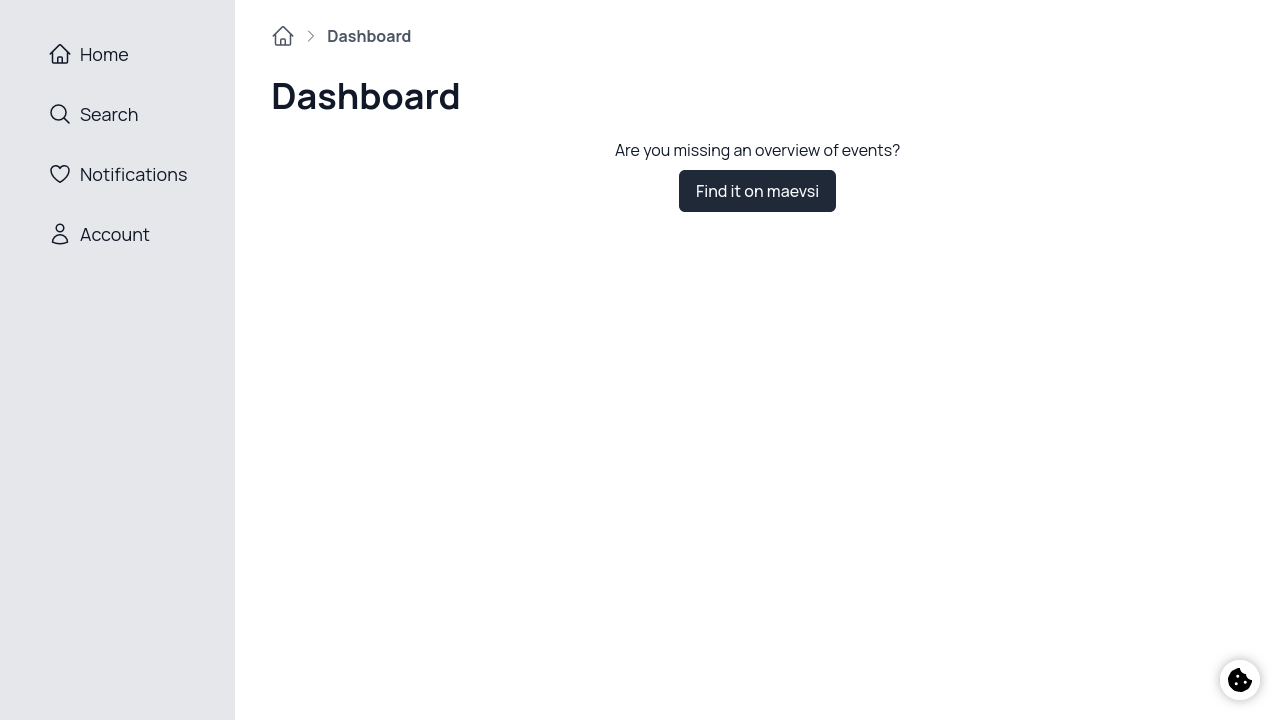 Home
Search
Notifications
Account
Dashboard
Dashboard
Are you missing an overview of events?
Find it on maevsi